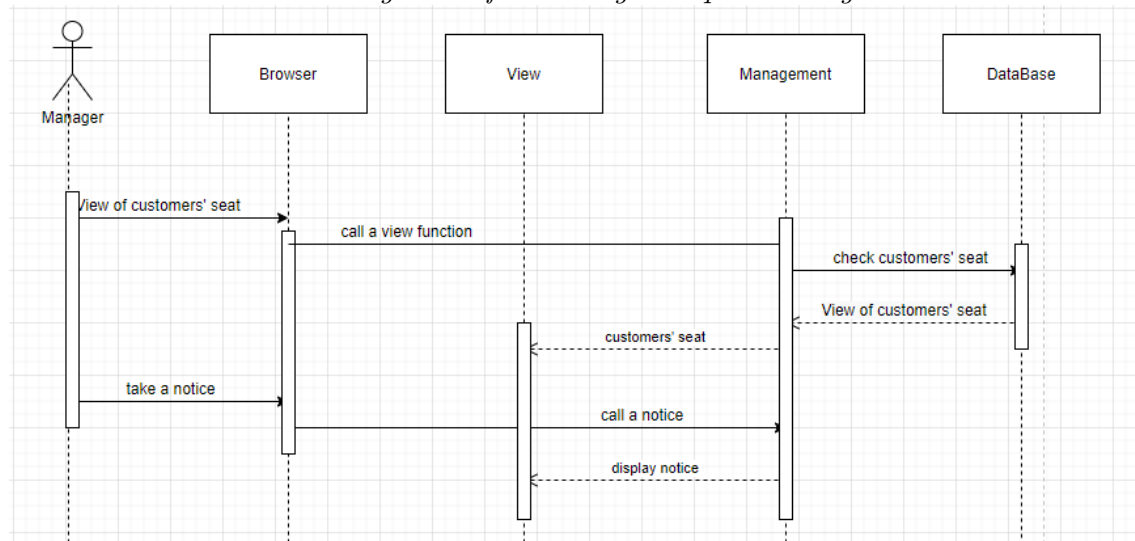 Browser
View
Management
DataBase
Manager
View of customers' seat
call a view function
check customers' seat
View of customers' seat
customers' seat
take a notice
call a notice
display notice